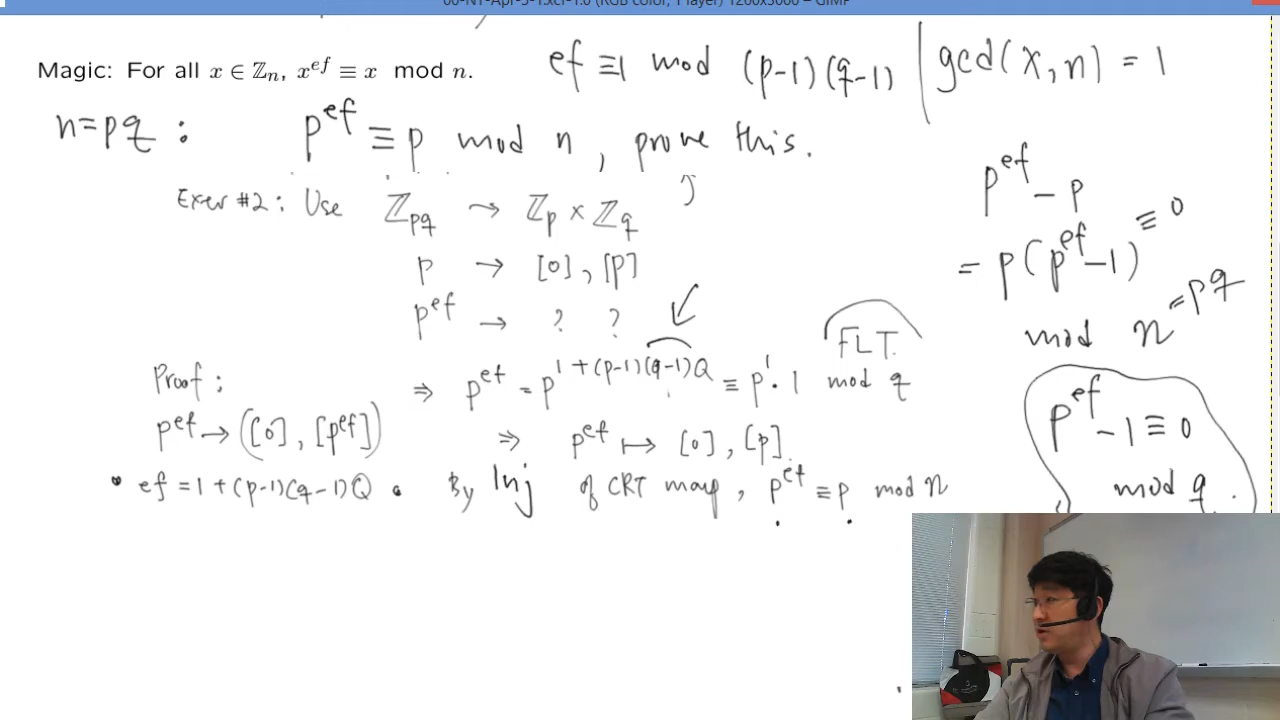 Magic: For all x ∈ ℤₙ, x^{ef} ≡ x mod n.
ef ≡ 1 mod (p-1)(q-1) | gcd(x, n) = 1
n = pq : p^{ef} ≡ p mod n, prove this.
Exer #2: Use ℤ_{pq} ⇝ ℤ_p × ℤ_q
p → [0], [p]
p^{ef} → ? ?
Proof:
p^{ef} → ([0], [p^{ef}])
• ef = 1 + (p-1)(q-1)Q •
⇒ p^{ef} = p^{1 + (p-1)(q-1)Q} ≡ p^1 · 1 mod q
FLT.
⇒ p^{ef} ↦ [0], [p].
By Inj of CRT map, p^{ef} ≡ p mod n
p^{ef} - p
= p(p^{ef} - 1) ≡ 0
mod n = pq
p^{ef} - 1 ≡ 0
mod q.